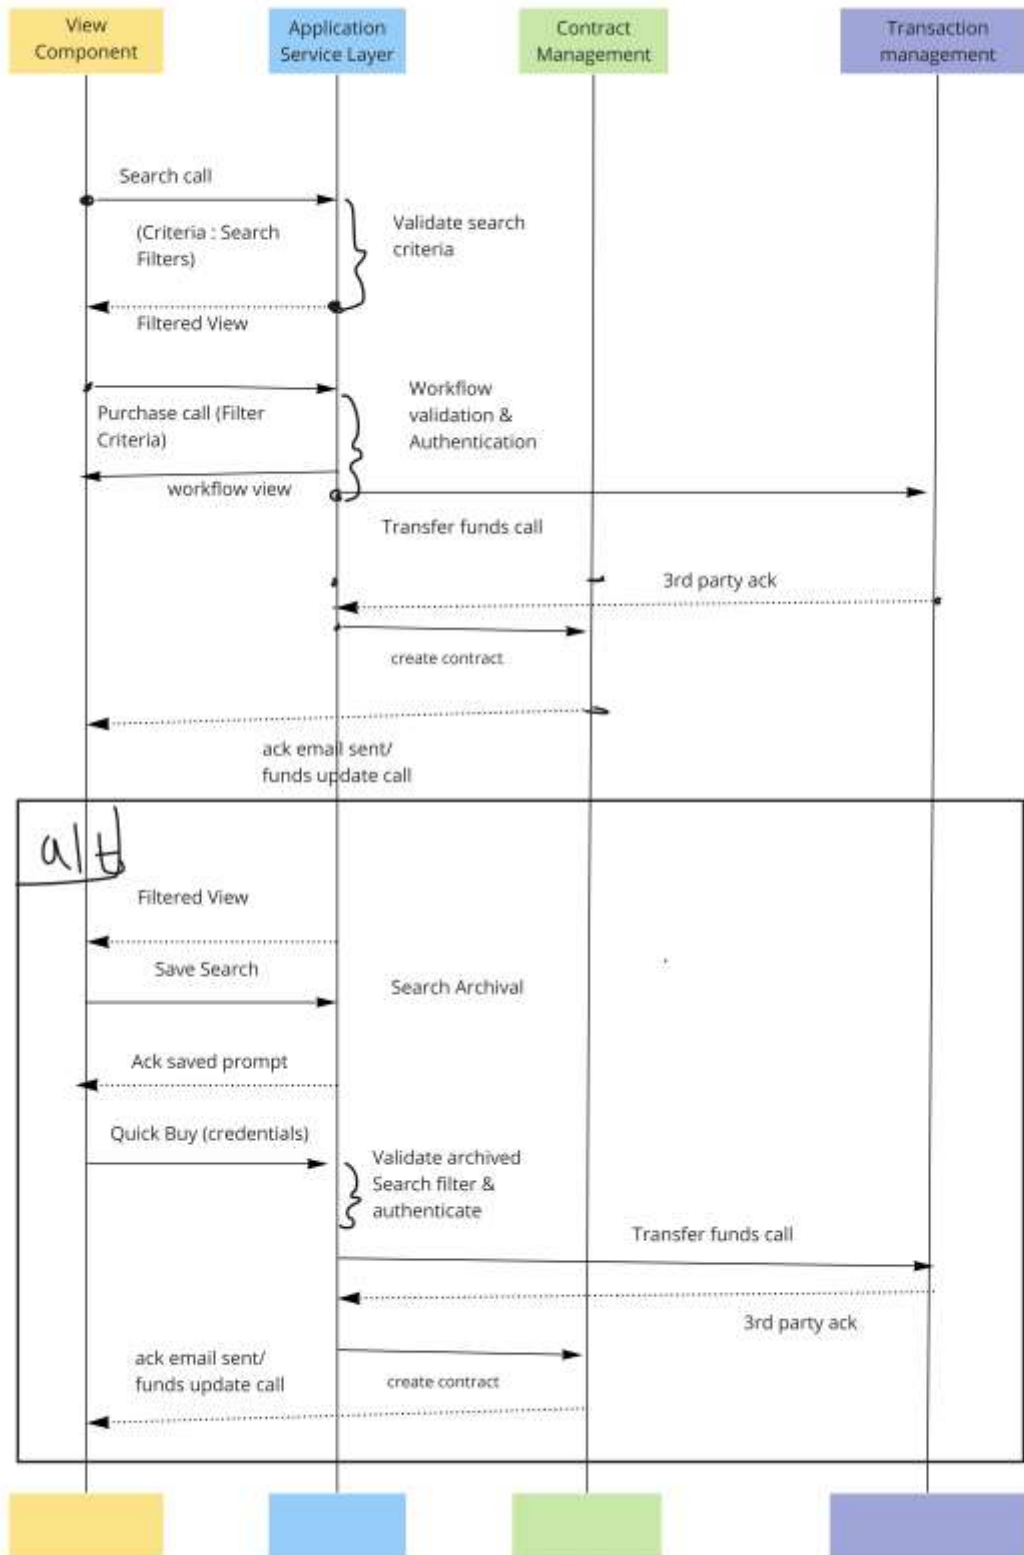 View
Component
Application
Service Layer
Contract
Management
Transaction
management
Search call
(Criteria : Search
Filters)
Validate search
criteria
Filtered View
Workflow
validation &
Authentication
Purchase call (Filter
Criteria)
workflow view
Transfer funds call
3rd party ack
create contract
ack email sent/
funds update call
alt
Filtered View
Save Search
Search Archival
Ack saved prompt
Quick Buy (credentials)
Validate archived
Search filter &
authenticate
Transfer funds call
3rd party ack
ack email sent/
funds update call
create contract